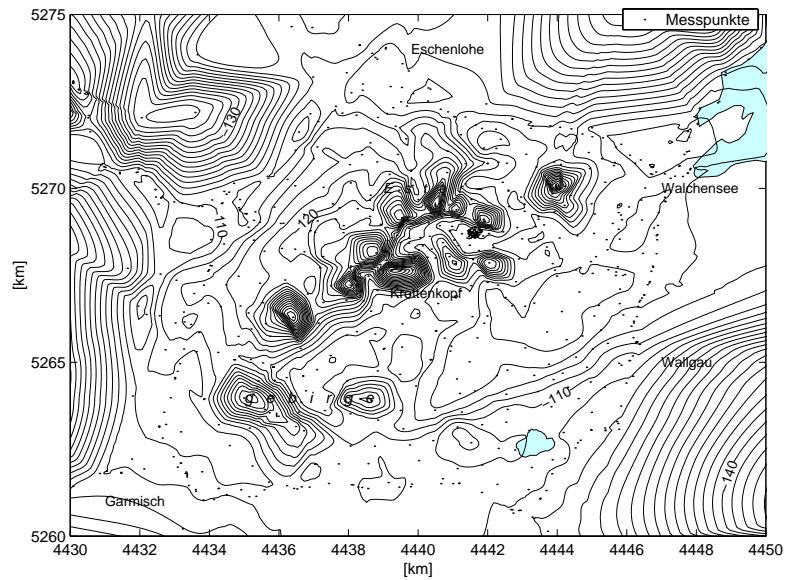 5275
Messpunkte
Eschenlohe
-130
5270
E s t
Walchensee
-110
-120
[km]
Krottenkopf
5265
Wallgau
g e b i r g e
-110
-140
Garmisch
5260
4430 4432 4434 4436 4438 4440 4442 4444 4446 4448 4450
[km]